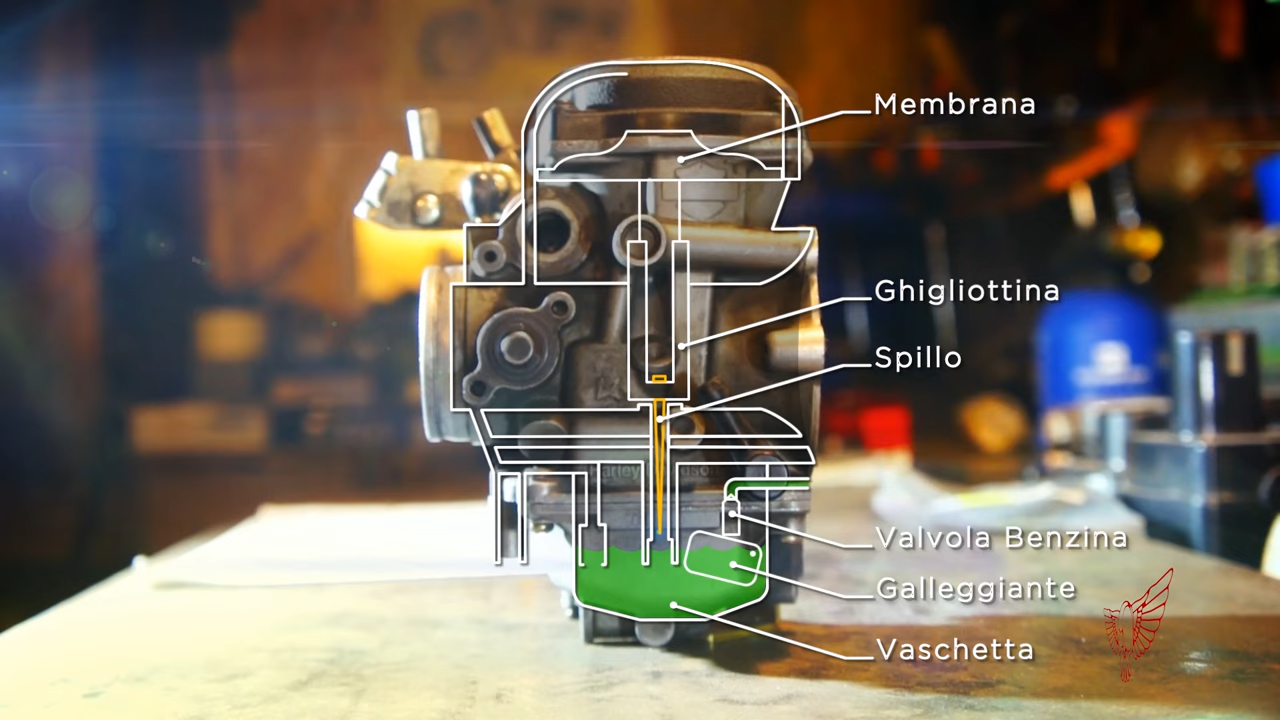 Membrana
Ghigliottina
Spillo
Valvola Benzina
Galleggiante
Vaschetta